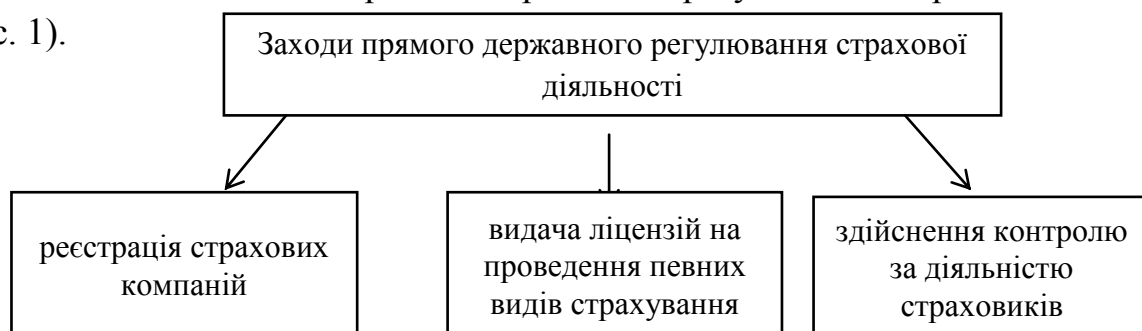 с. 1).
Заходи прямого державного регулювання страхової
діяльності
реєстрація страхових
компаній
видача ліцензій на
проведення певних
видів страхування
здійснення контролю
за діяльністю
страховиків